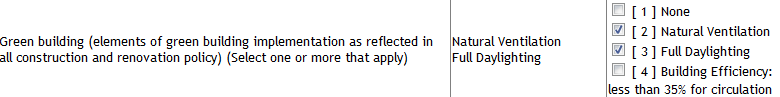 Green building (elements of green building implementation as reflected in
all construction and renovation policy) (Select one or more that apply)
Natural Ventilation
Full Daylighting
[ 1 ] None
[ 2 ] Natural Ventilation
[ 3 ] Full Daylighting
[ 4 ] Building Efficiency:
less than 35% for circulation